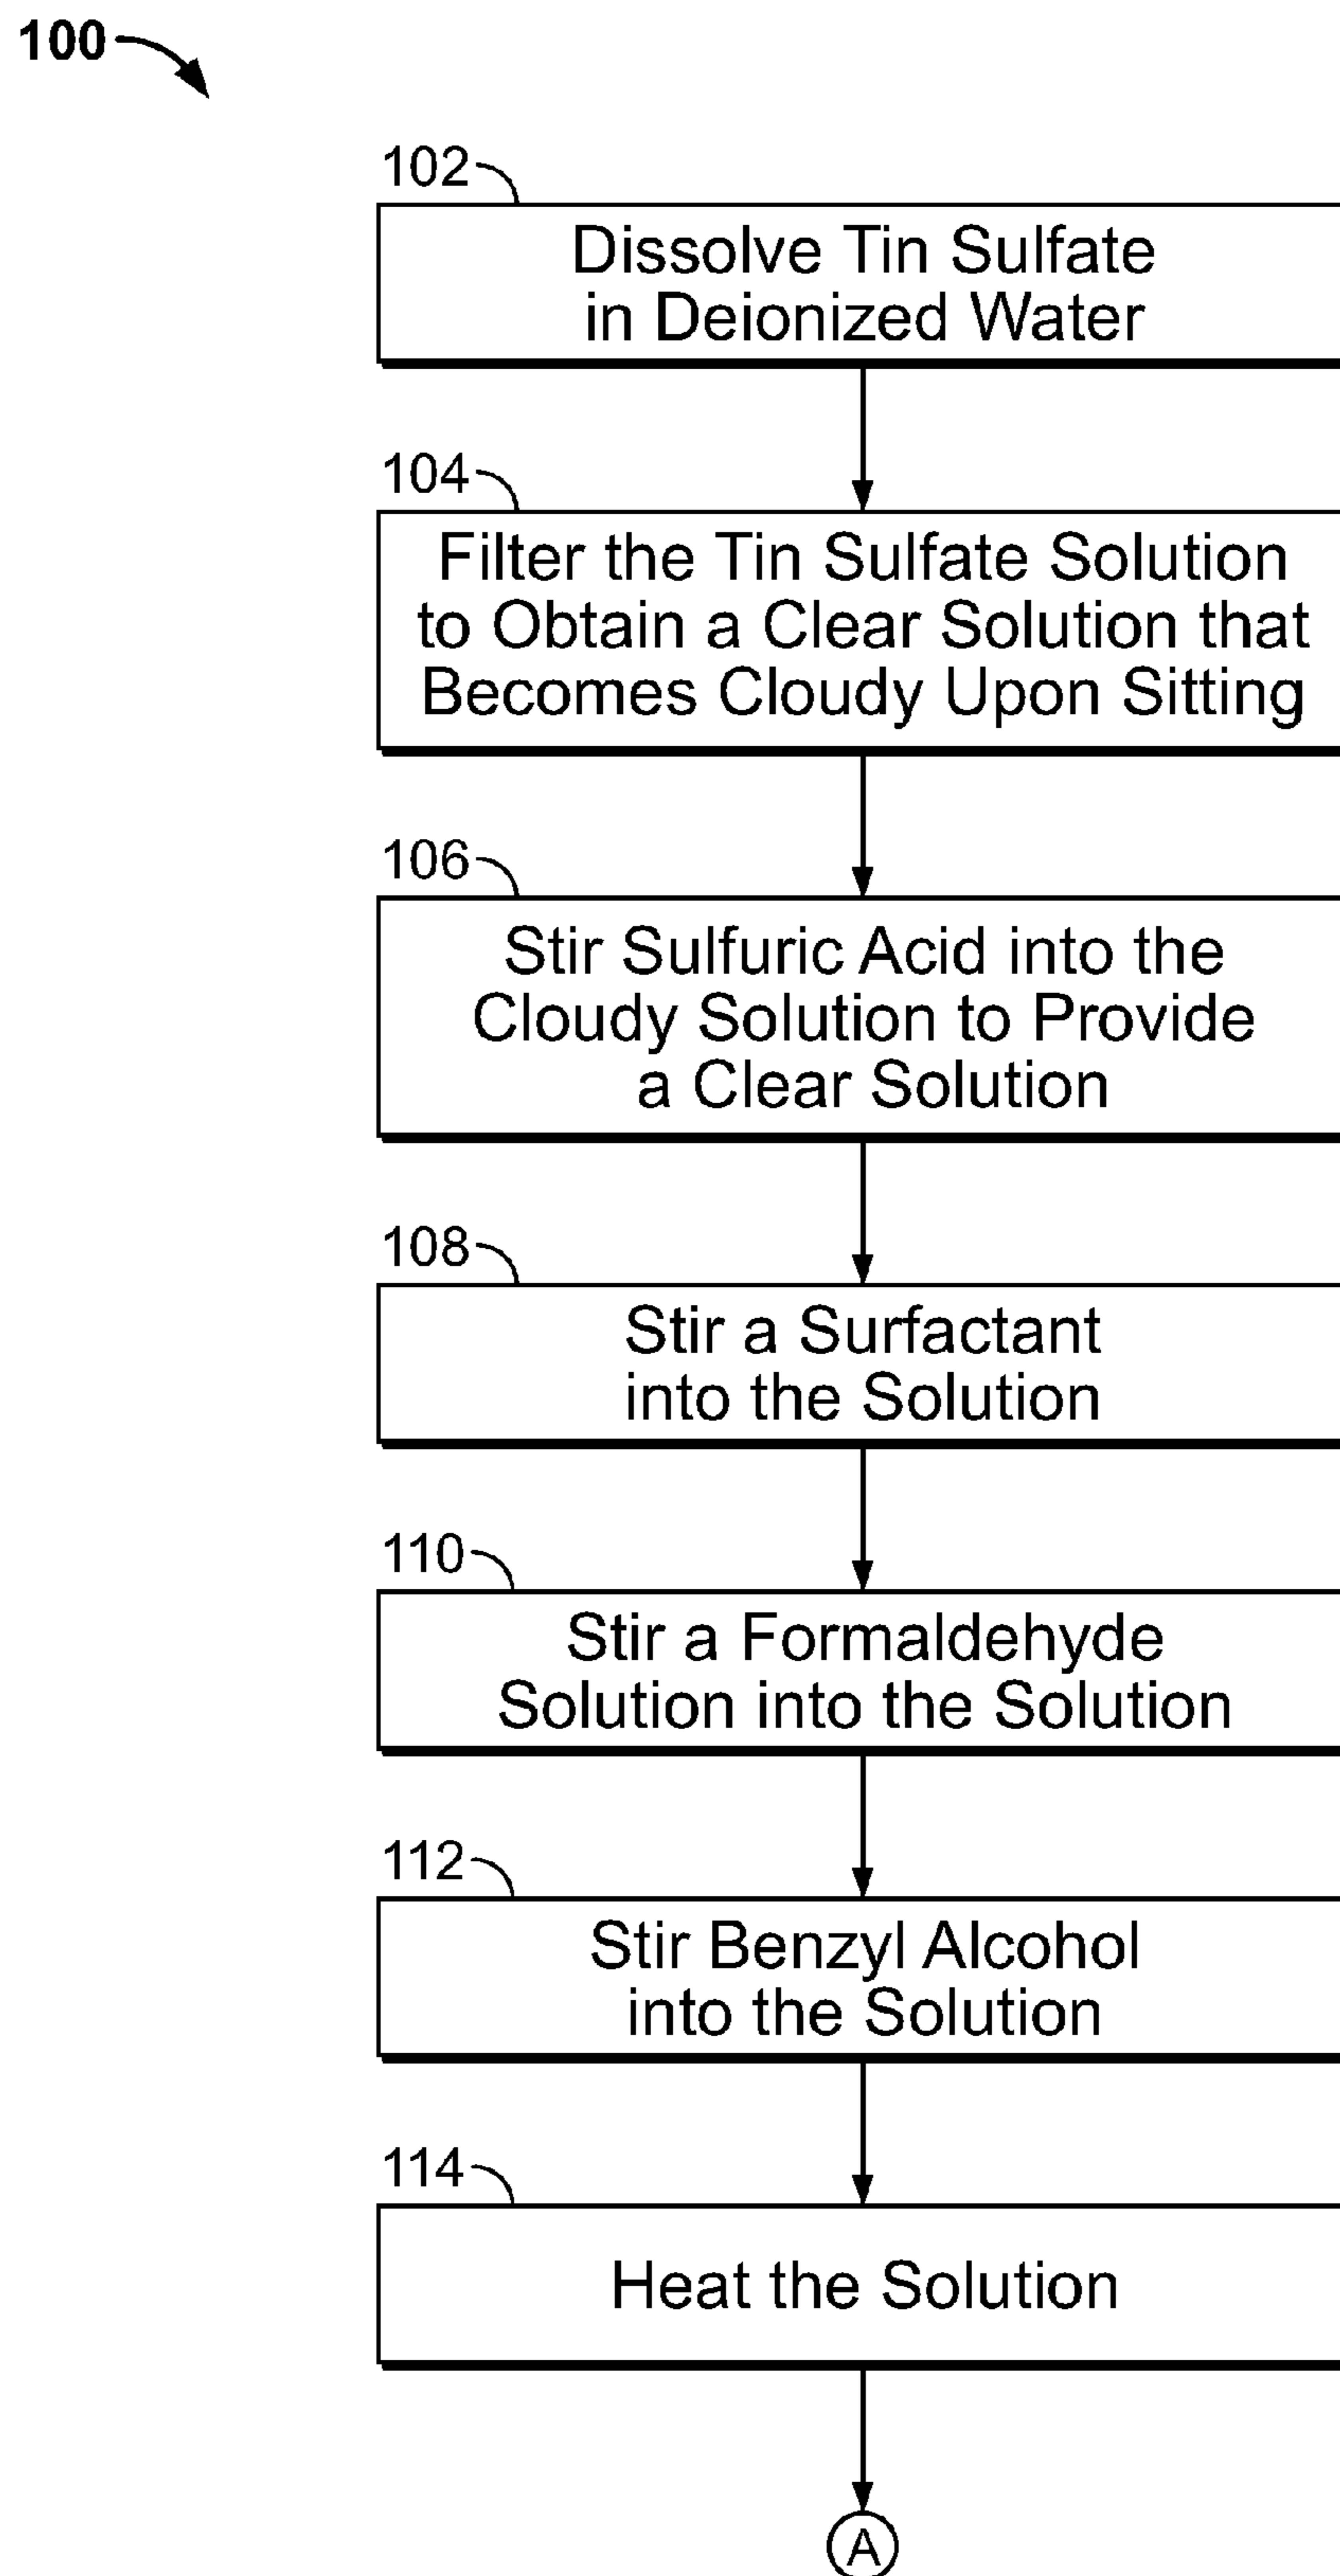 100
102
Dissolve Tin Sulfate
in Deionized Water
104
Filter the Tin Sulfate Solution
to Obtain a Clear Solution that
Becomes Cloudy Upon Sitting
106
Stir Sulfuric Acid into the
Cloudy Solution to Provide
a Clear Solution
108
Stir a Surfactant
into the Solution
110
Stir a Formaldehyde
Solution into the Solution
112
Stir Benzyl Alcohol
into the Solution
114
Heat the Solution
A